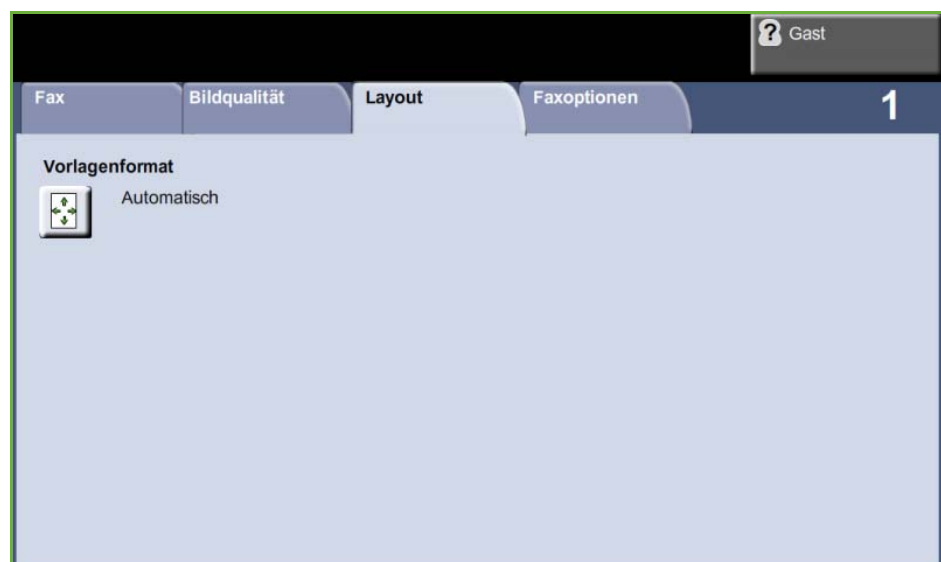 Gast
Fax Bildqualität Layout Faxoptionen 1
Vorlagenformat
Automatisch